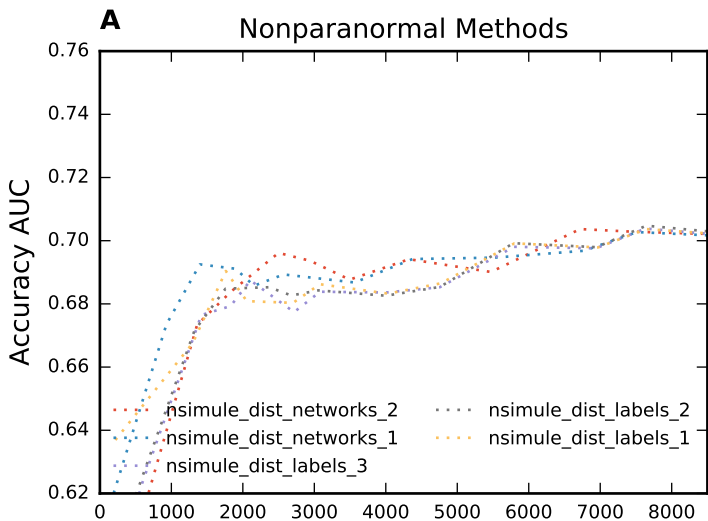 A
Nonparanormal Methods
0.76
0.74
0.72
0.70
0.68
0.66
0.64
0.62
Accuracy AUC
nsimule_dist_networks_2
nsimule_dist_networks_1
nsimule_dist_labels_3
nsimule_dist_labels_2
nsimule_dist_labels_1
0 1000 2000 3000 4000 5000 6000 7000 8000